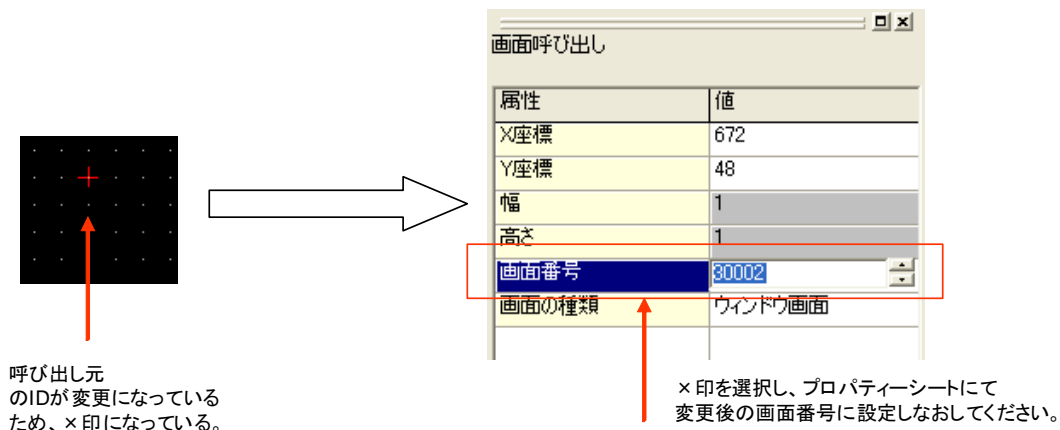 画面呼び出し
属性 値
X座標 672
Y座標 48
幅 1
高さ 1
画面番号 30002
画面の種類 ウィンドウ画面
呼び出し元
のIDが変更になっている
ため、×印になっている。
×印を選択し、プロパティーシートにて
変更後の画面番号に設定しなおしてください。